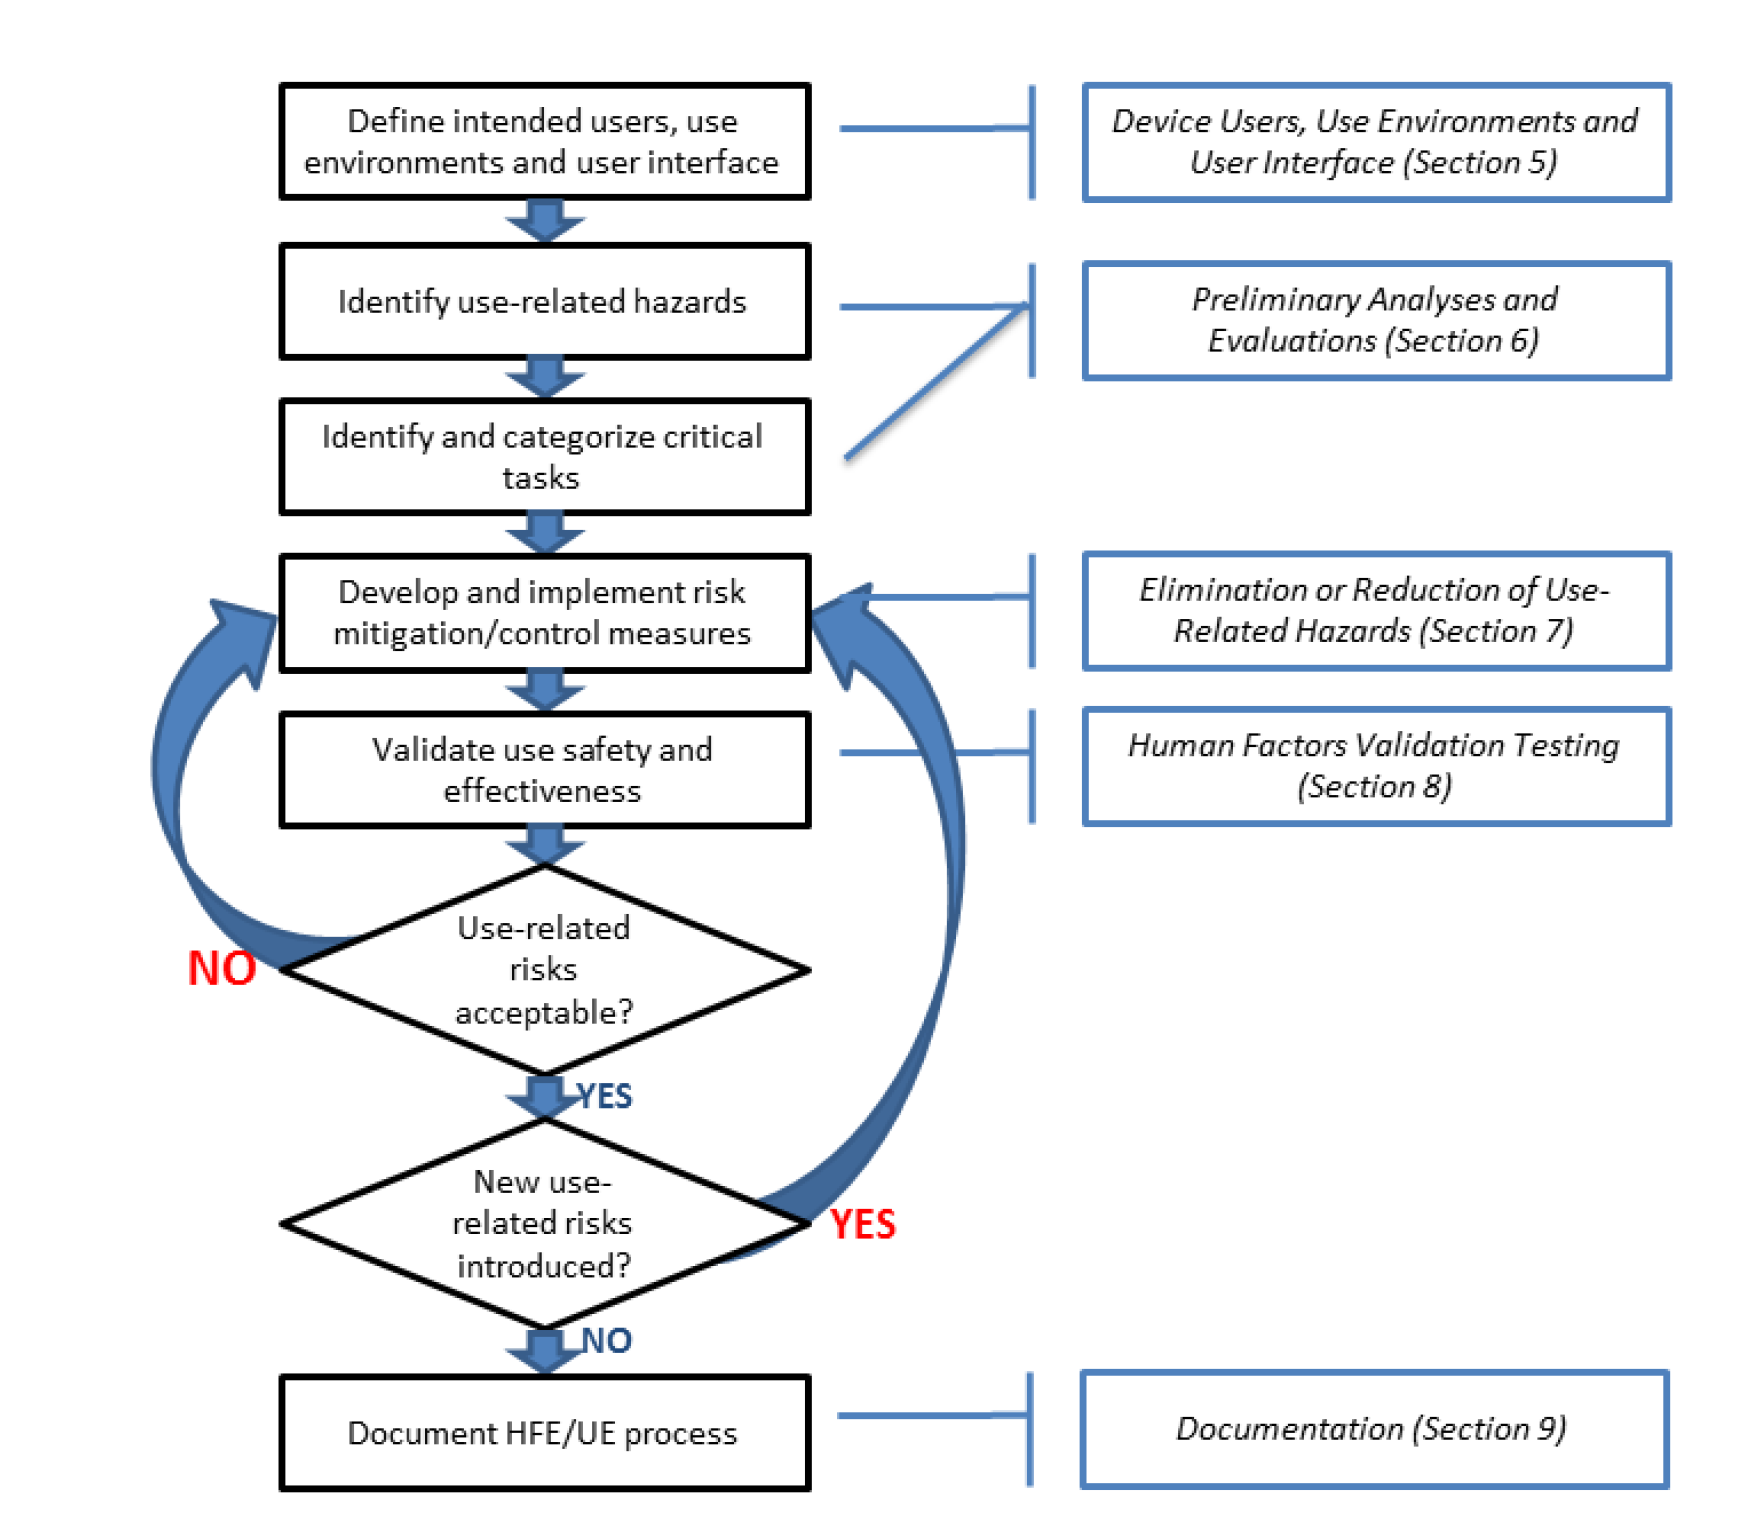 Define intended users, use
environments and user interface
Device Users, Use Environments and
User Interface (Section 5)
Identify use-related hazards
Preliminary Analyses and
Evaluations (Section 6)
Identify and categorize critical
tasks
Develop and implement risk
mitigation/control measures
Elimination or Reduction of Use-
Related Hazards (Section 7)
Validate use safety and
effectiveness
Human Factors Validation Testing
(Section 8)
Use-related
risks
acceptable?
NO
YES
New use-
related risks
introduced?
YES
NO
Document HFE/UE process
Documentation (Section 9)